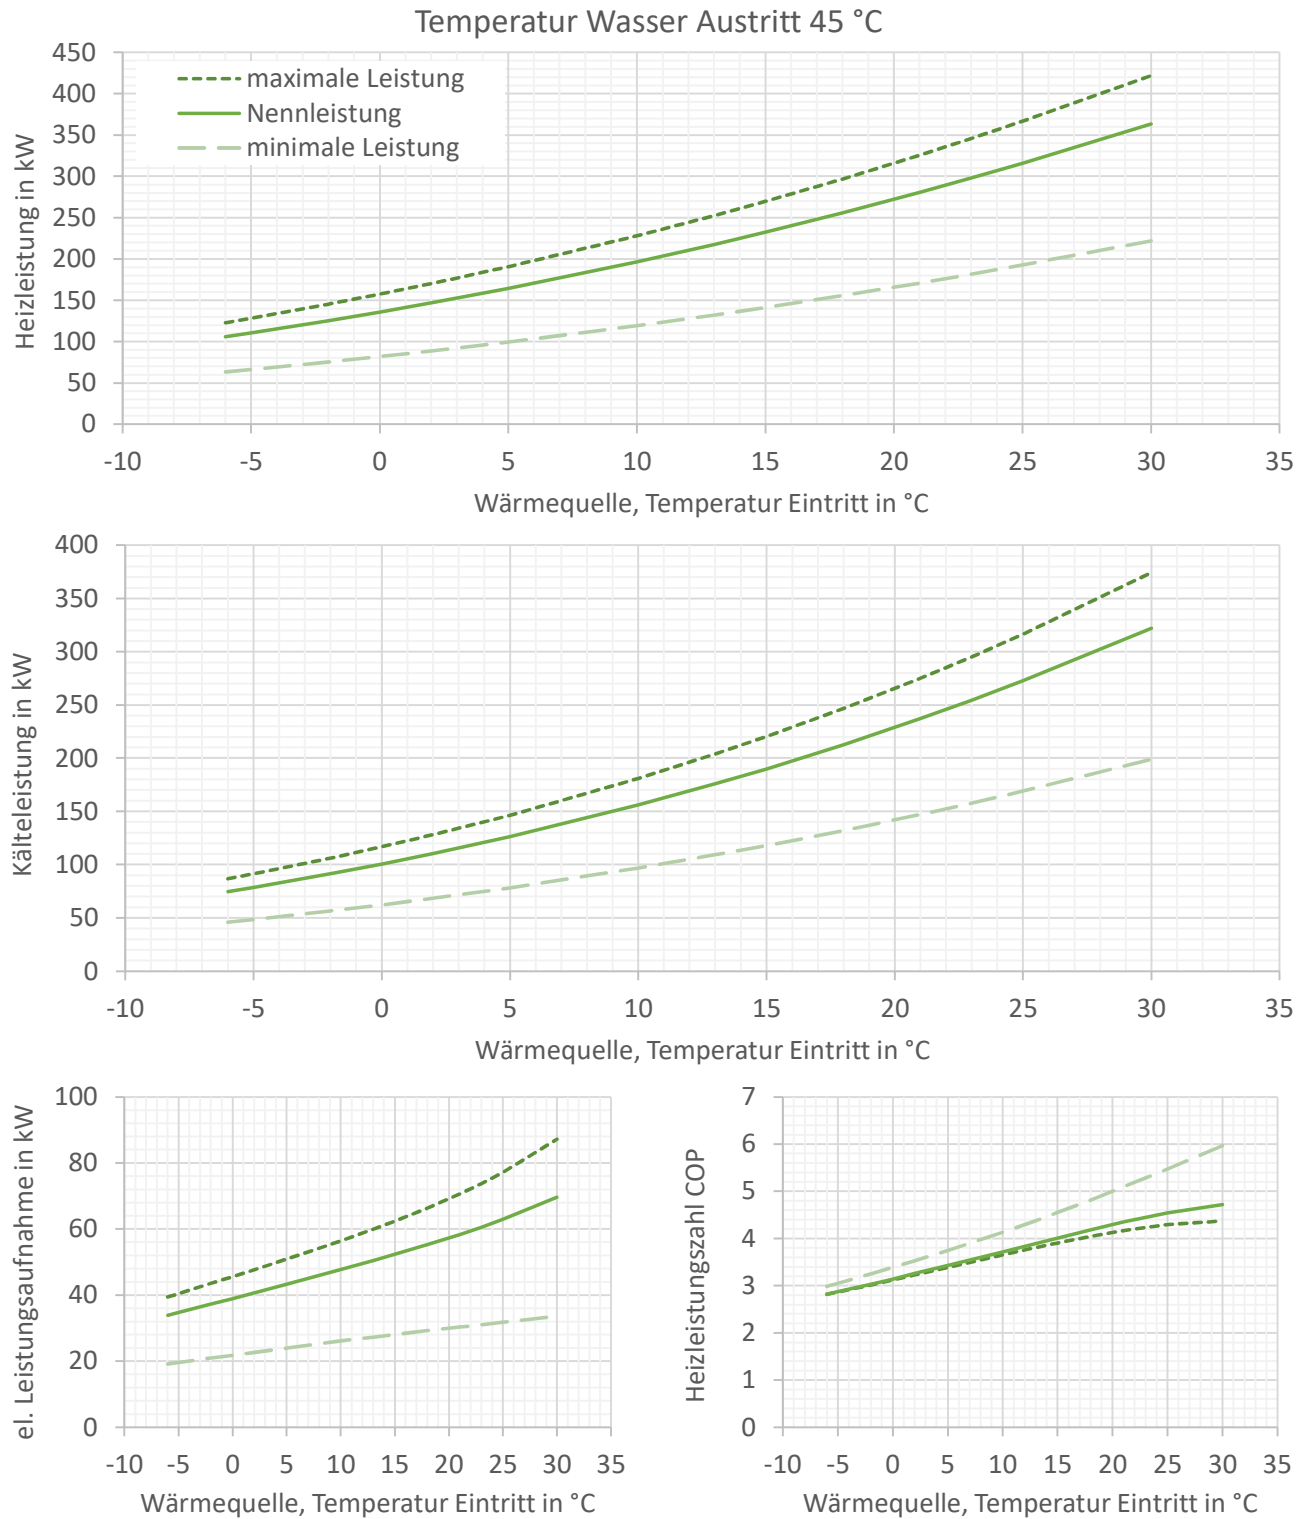 Temperatur Wasser Austritt 45 °C
450
400
350
300
250
200
150
100
50
0
Heizleistung in kW
maximale Leistung
Nennleistung
minimale Leistung
-10 -5 0 5 10 15 20 25 30 35
Wärmequelle, Temperatur Eintritt in °C
400
350
300
250
200
150
100
50
0
Kälteleistung in kW
-10 -5 0 5 10 15 20 25 30 35
Wärmequelle, Temperatur Eintritt in °C
100
80
60
40
20
0
el. Leistungsaufnahme in kW
-10 -5 0 5 10 15 20 25 30 35
Wärmequelle, Temperatur Eintritt in °C
7
6
5
4
3
2
1
0
Heizleistungszahl COP
-10 -5 0 5 10 15 20 25 30 35
Wärmequelle, Temperatur Eintritt in °C